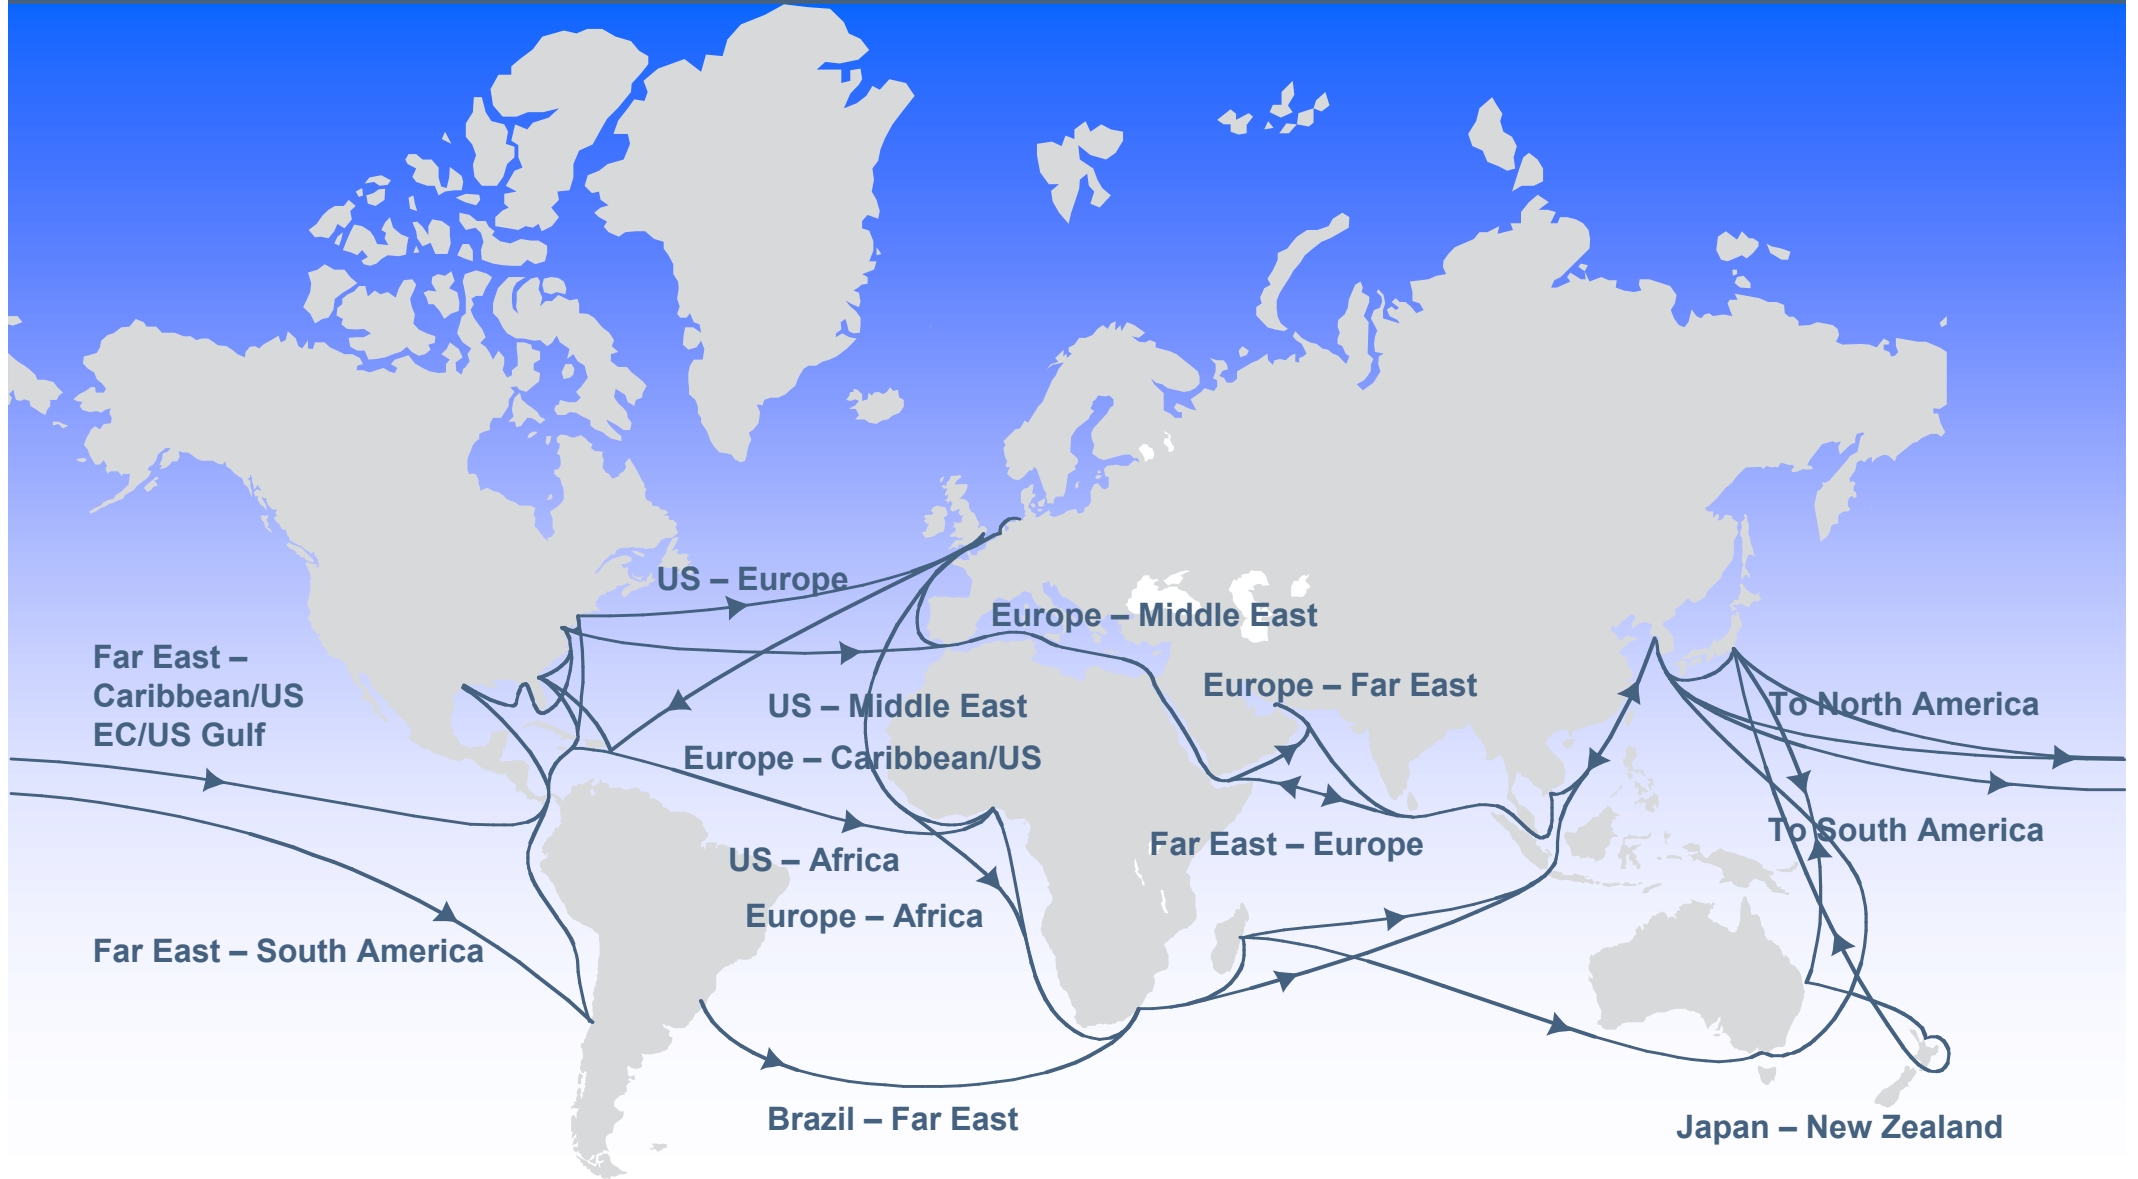 US – Europe
Europe – Middle East
Far East –
Caribbean/US
EC/US Gulf
Europe – Far East
US – Middle East
To North America
Europe – Caribbean/US
To South America
Far East – Europe
US – Africa
Europe – Africa
Far East – South America
Brazil – Far East
Japan – New Zealand